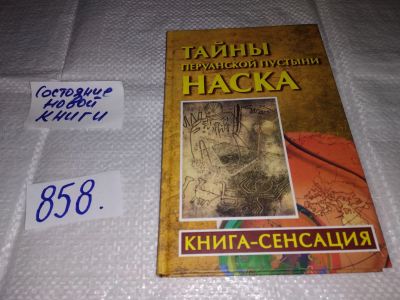 Состояние
новой
книги
858.
ТАЙНЫ
ПЕРУАНСКОЙ ПУСТЫНИ
НАСКА
КНИГА-СЕНСАЦИЯ